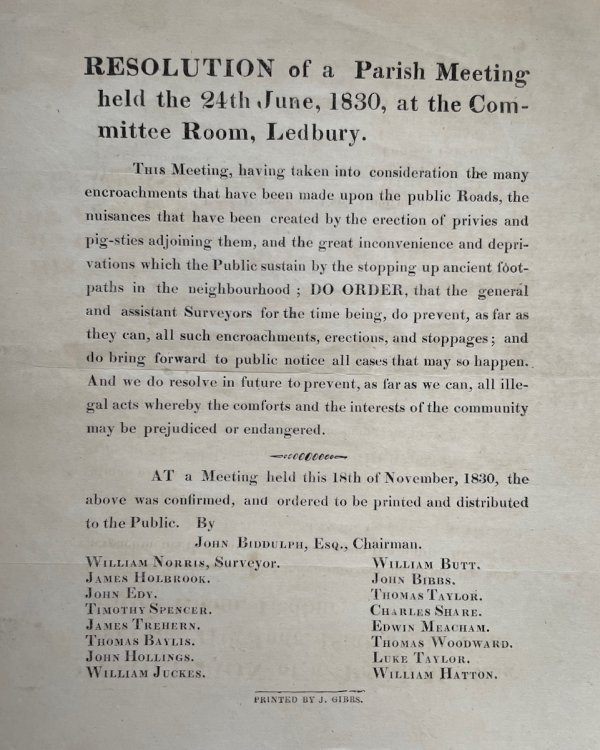 RESOLUTION of a Parish Meeting
held the 24th June, 1830, at the Com-
mittee Room, Ledbury.
THIS Meeting, having taken into consideration the many
encroachments that have been made upon the public Roads, the
nuisances that have been created by the erection of privies and
pig-sties adjoining them, and the great inconvenience and depri-
vations which the Public sustain by the stopping up ancient foot-
paths in the neighbourhood; DO ORDER, that the general
and assistant Surveyors for the time being, do prevent, as far as
they can, all such encroachments, erections, and stoppages; and
do bring forward to public notice all cases that may so happen.
And we do resolve in future to prevent, as far as we can, all ille-
gal acts whereby the comforts and the interests of the community
may be prejudiced or endangered.
AT a Meeting held this 18th of November, 1830, the
above was confirmed, and ordered to be printed and distributed
to the Public. By
JOHN BIDDULPH, ESQ., Chairman.
WILLIAM NORRIS, Surveyor.
JAMES HOLBROOK.
JOHN EDY.
TIMOTHY SPENCER.
JAMES TREHERN.
THOMAS BAYLIS.
JOHN HOLLINGS.
WILLIAM JUCKES.
WILLIAM BUTT.
JOHN BIBBS.
THOMAS TAYLOR.
CHARLES SHARE.
EDWIN MEACHAM.
THOMAS WOODWARD.
LUKE TAYLOR.
WILLIAM HATTON.
PRINTED BY J. GIBBS.